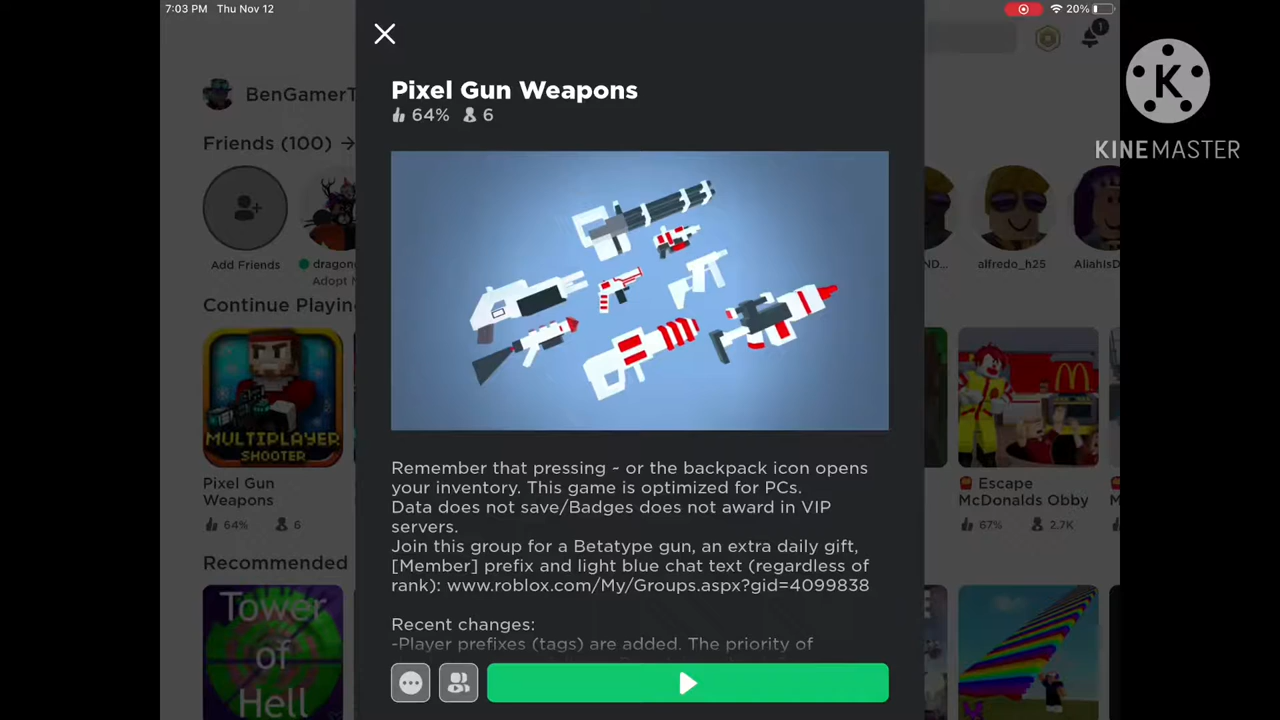 7:03 PM Thu Nov 12
20%
1
BenGamerT
Friends (100)
Add Friends
dragon
Adopt
ND...
alfredo_h25
AliahIsD
Continue Playin
MULTIPLAYER
SHOOTER
Pixel Gun
Weapons
64% 6
Escape
McDonalds Obby
67% 2.7K
Recommended
Tower
of
Hell
Pixel Gun Weapons
64% 6
Remember that pressing ~ or the backpack icon opens
your inventory. This game is optimized for PCs.
Data does not save/Badges does not award in VIP
servers.
Join this group for a Betatype gun, an extra daily gift,
[Member] prefix and light blue chat text (regardless of
rank): www.roblox.com/My/Groups.aspx?gid=4099838
Recent changes:
-Player prefixes (tags) are added. The priority of
K
KINEMASTER